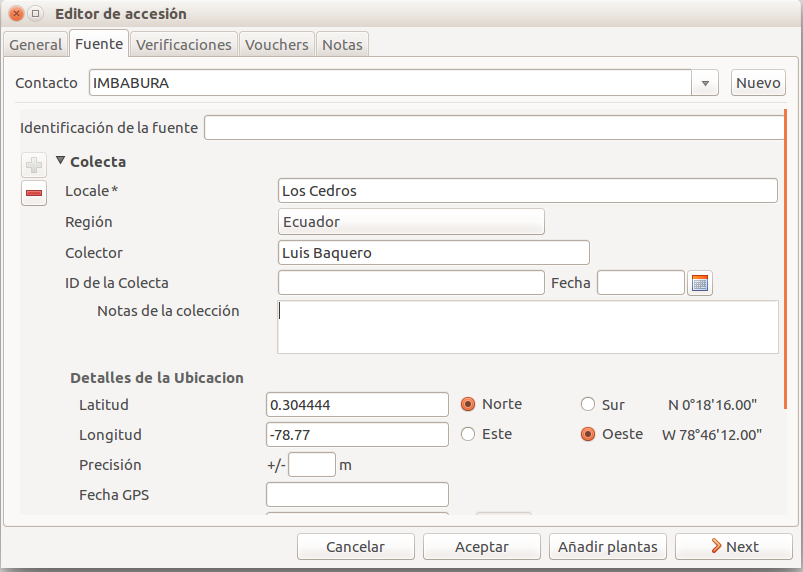 Editor de accesión
General Fuente Verificaciones Vouchers Notas
Contacto IMBABURA Nuevo
Identificación de la fuente
Colecta
Locale* Los Cedros
Región Ecuador
Colector Luis Baquero
ID de la Colecta Fecha
Notas de la colección
Detalles de la Ubicacion
Latitud 0.304444 Norte Sur N 0°18'16.00"
Longitud -78.77 Este Oeste W 78°46'12.00"
Precisión +/- m
Fecha GPS
Cancelar Aceptar Añadir plantas Next